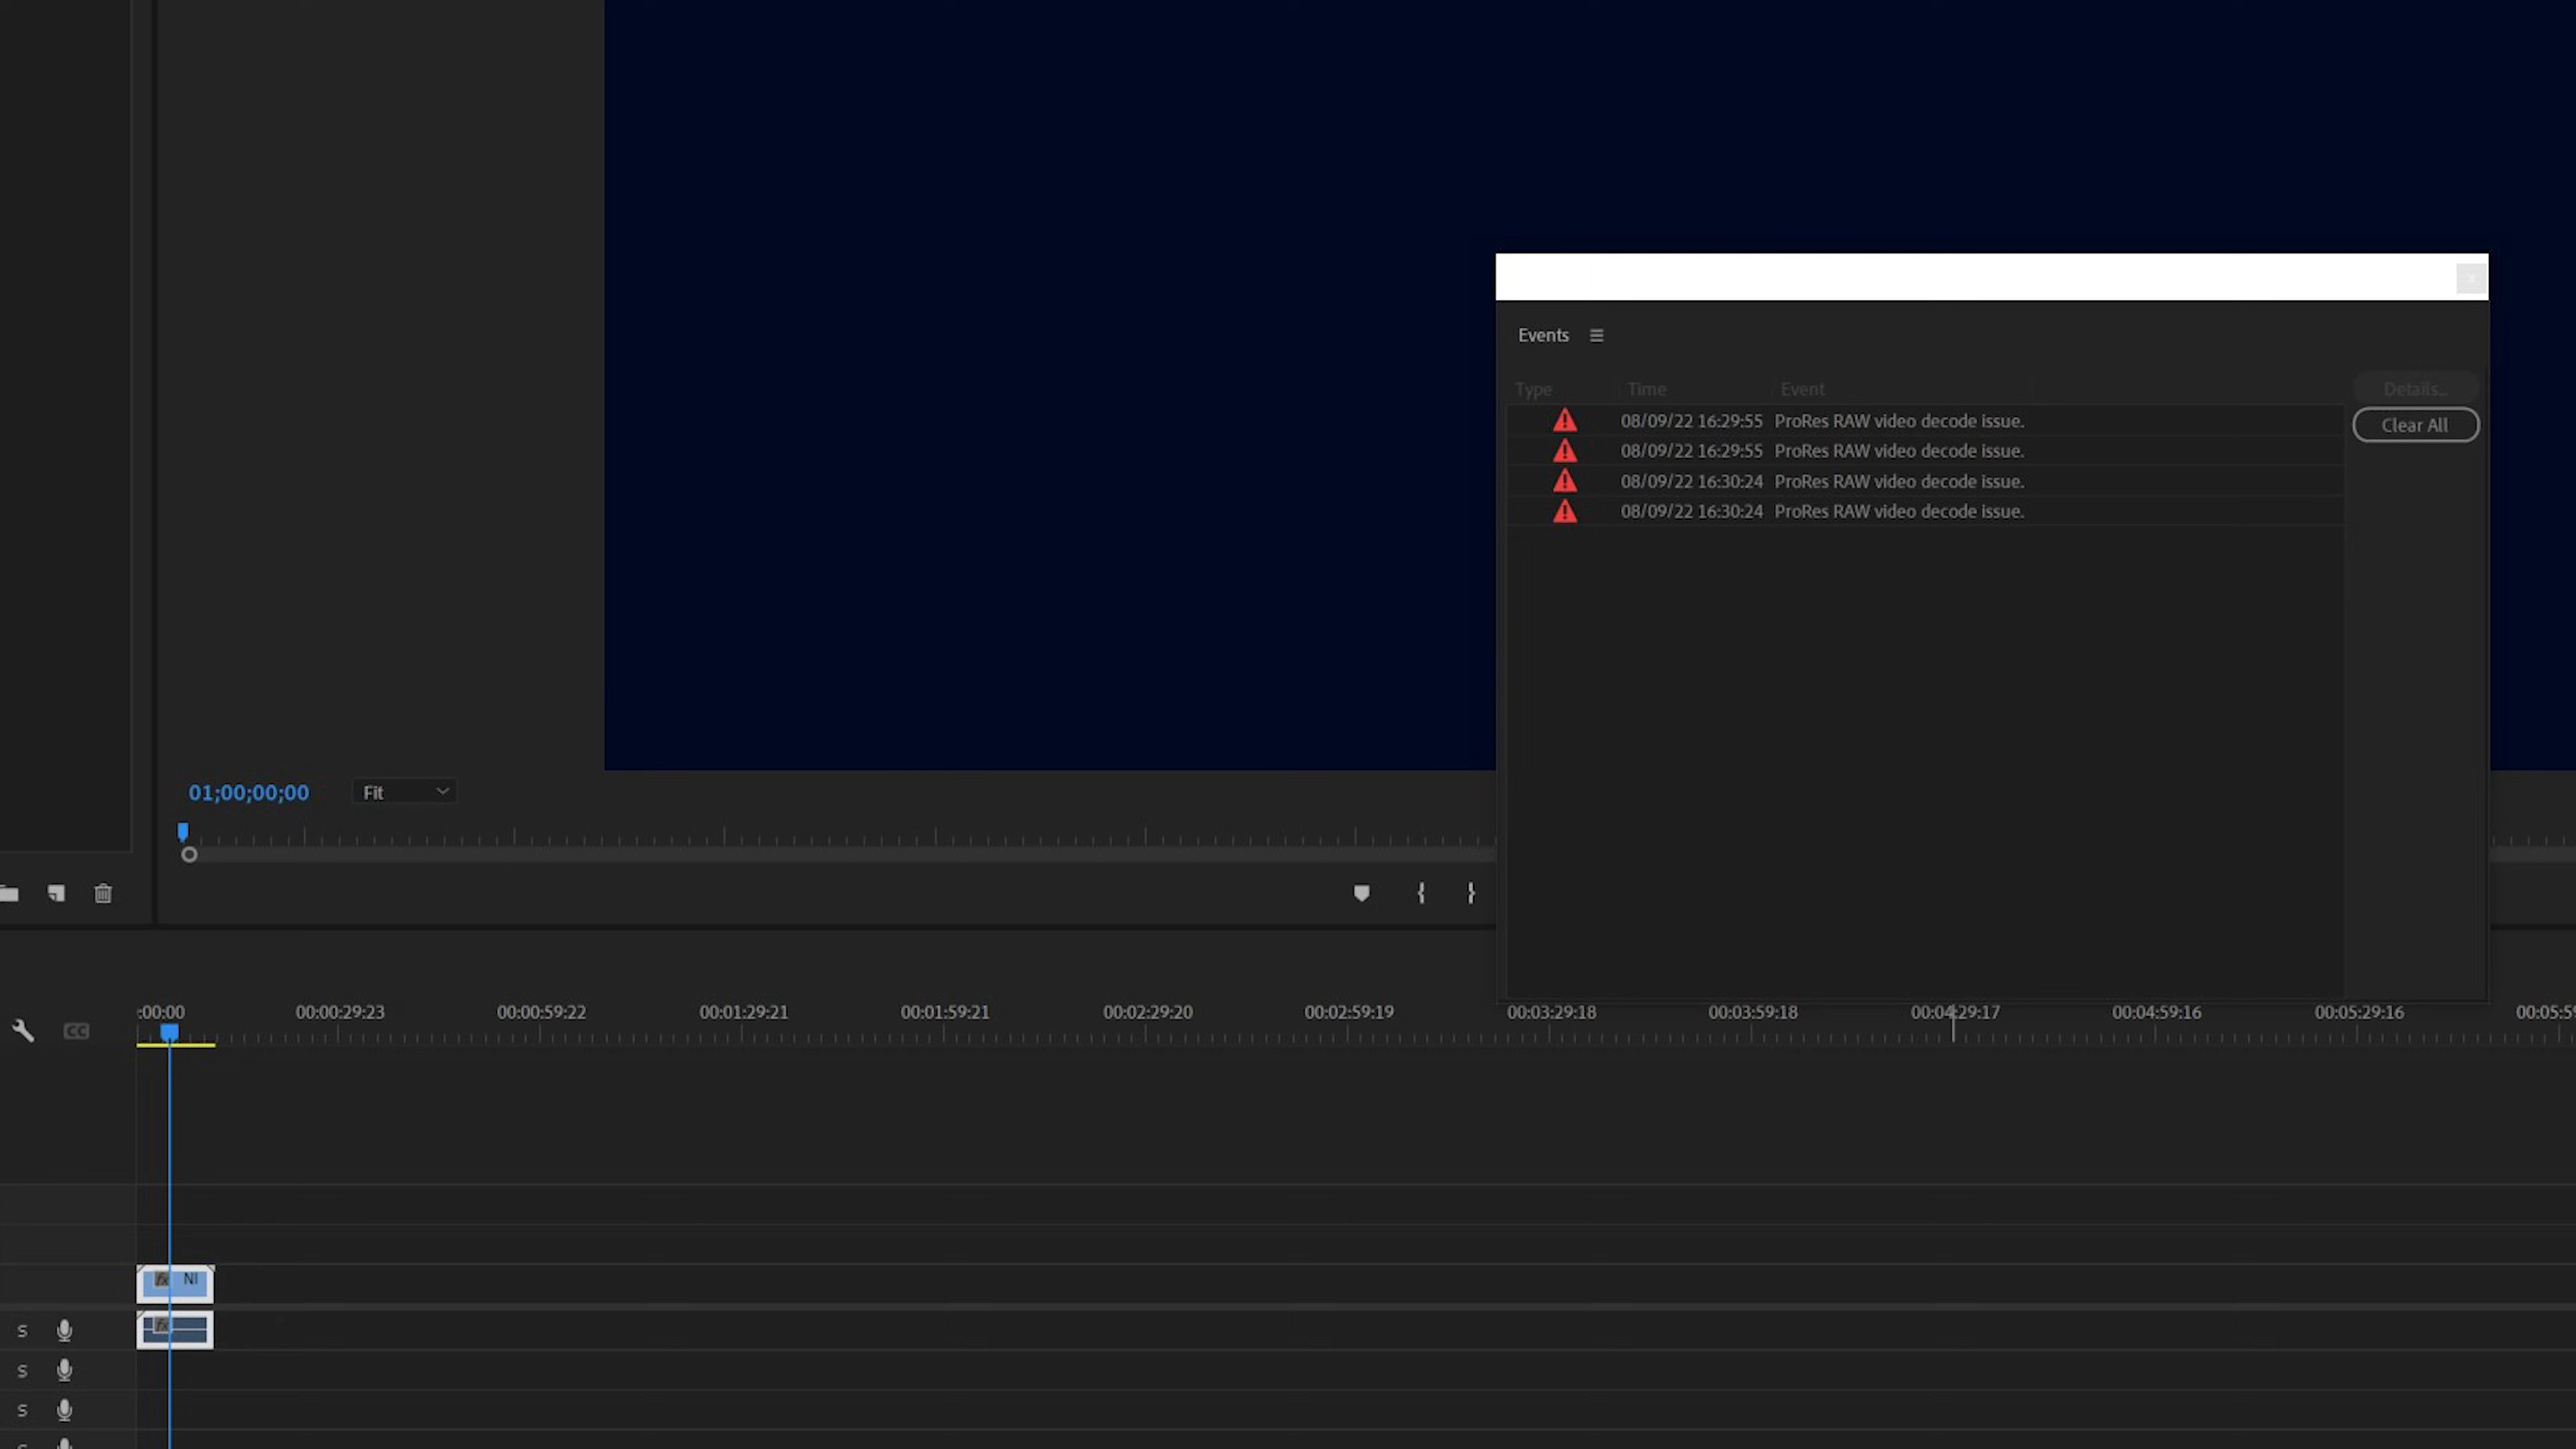 Events
Type Time Event Details...
08/09/22 16:29:55 ProRes RAW video decode issue.
Clear All
08/09/22 16:29:55 ProRes RAW video decode issue.
08/09/22 16:30:24 ProRes RAW video decode issue.
08/09/22 16:30:24 ProRes RAW video decode issue.
01;00;00;00 Fit
:00:00 00:00:29:23 00:00:59:22 00:01:29:21 00:01:59:21 00:02:29:20 00:02:59:19 00:03:29:18 00:03:59:18 00:04:29:17 00:04:59:16 00:05:29:16 00:05:59
CC
fx NI
fx
S
S
S